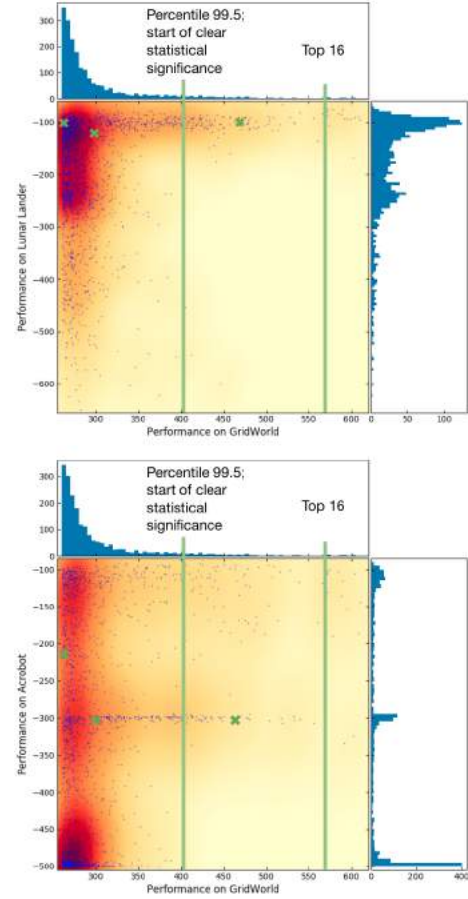 300
200
100
0
Percentile 99.5;
start of clear
statistical
significance
Top 16
Performance on Lunar Lander
−100
−200
−300
−400
−500
−600
300 350 400 450 500 550 600
Performance on GridWorld
0 50 100
300
200
100
0
Percentile 99.5;
start of clear
statistical
significance
Top 16
Performance on Acrobot
−100
−150
−200
−250
−300
−350
−400
−450
−500
300 350 400 450 500 550 600
Performance on GridWorld
0 200 400